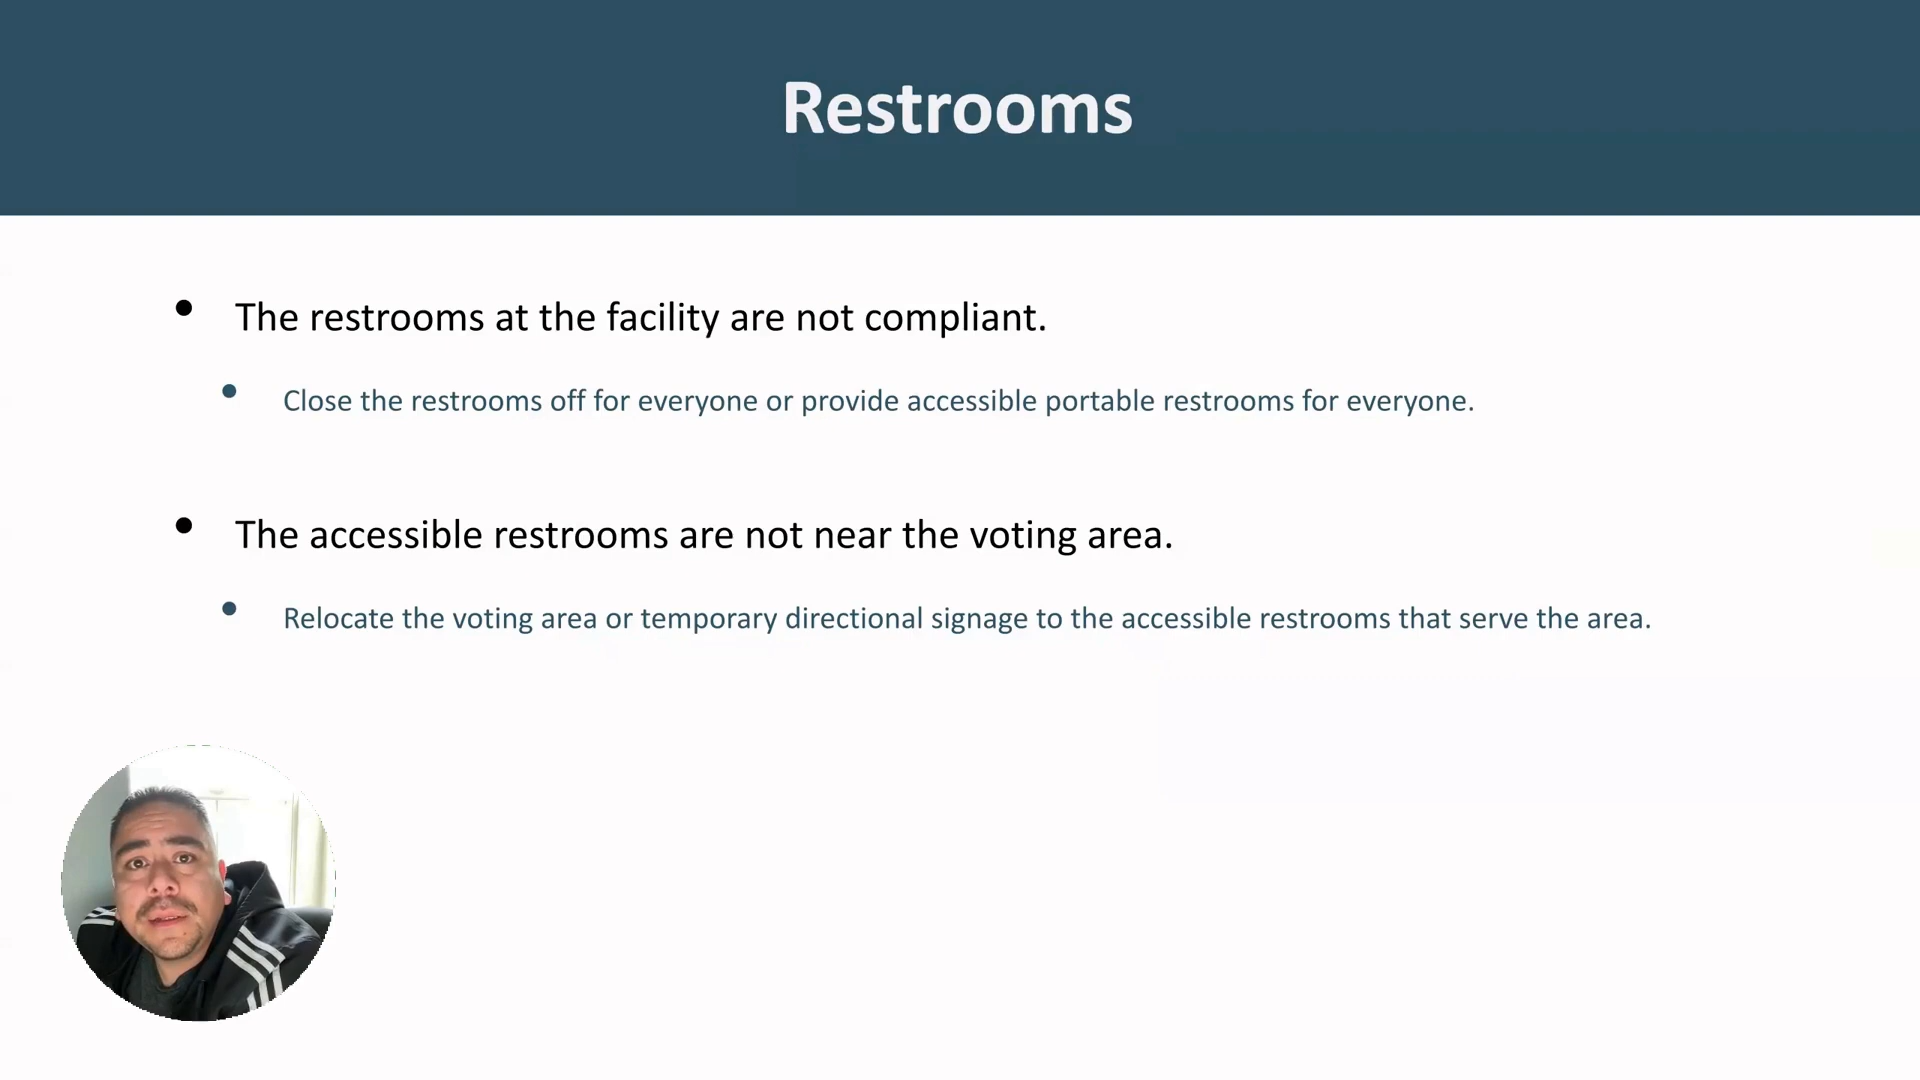 Restrooms
• The restrooms at the facility are not compliant.
• Close the restrooms off for everyone or provide accessible portable restrooms for everyone.
• The accessible restrooms are not near the voting area.
• Relocate the voting area or temporary directional signage to the accessible restrooms that serve the area.